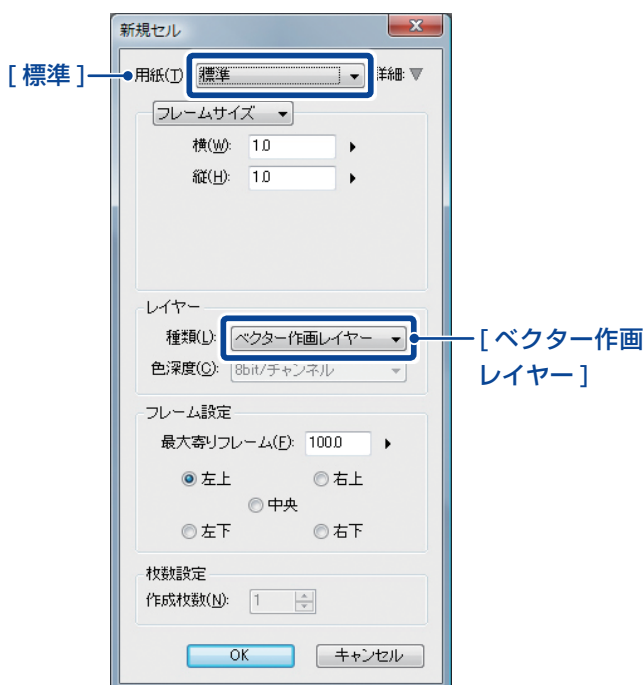 新規セル
[ 標準 ]
用紙(T) 標準 詳細:
フレームサイズ
横(W): 1.0
縦(H): 1.0
レイヤー
種類(L): ベクター作画レイヤー
[ ベクター作画
レイヤー ]
色深度(C): 8bit/チャンネル
フレーム設定
最大寄りフレーム(F): 100.0
左上 右上
中央
左下 右下
枚数設定
作成枚数(N): 1
OK キャンセル